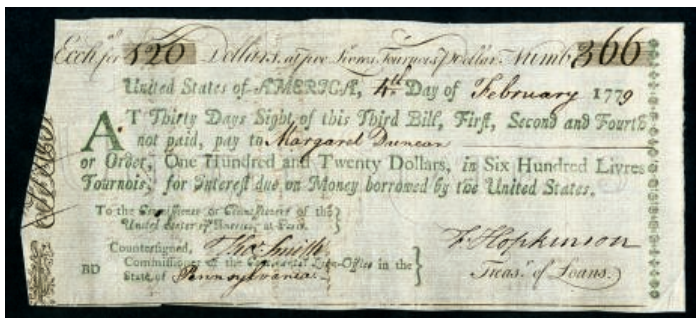 Exchᵃ for 120 Dollars, at five Livres Tournois ⅌ Dollar. Numb. 366
United States of AMERICA, 4th Day of February 1779
AT Thirty Days Sight of this Third Bill, First, Second and Fourth
not paid, pay to Margaret Duncan
or Order, One Hundred and Twenty Dollars, in Six Hundred Livres
Tournois, for Interest due on Money borrowed by the United States.
To the Commissioner or Commissioners of the }
United States of America, at Paris. }
Countersigned, Thoˢ Smith
Commissioner of the Continental Loan-Office in the }
State of Pennsylvania
BD
F. Hopkinson
Treasʳ of Loans.